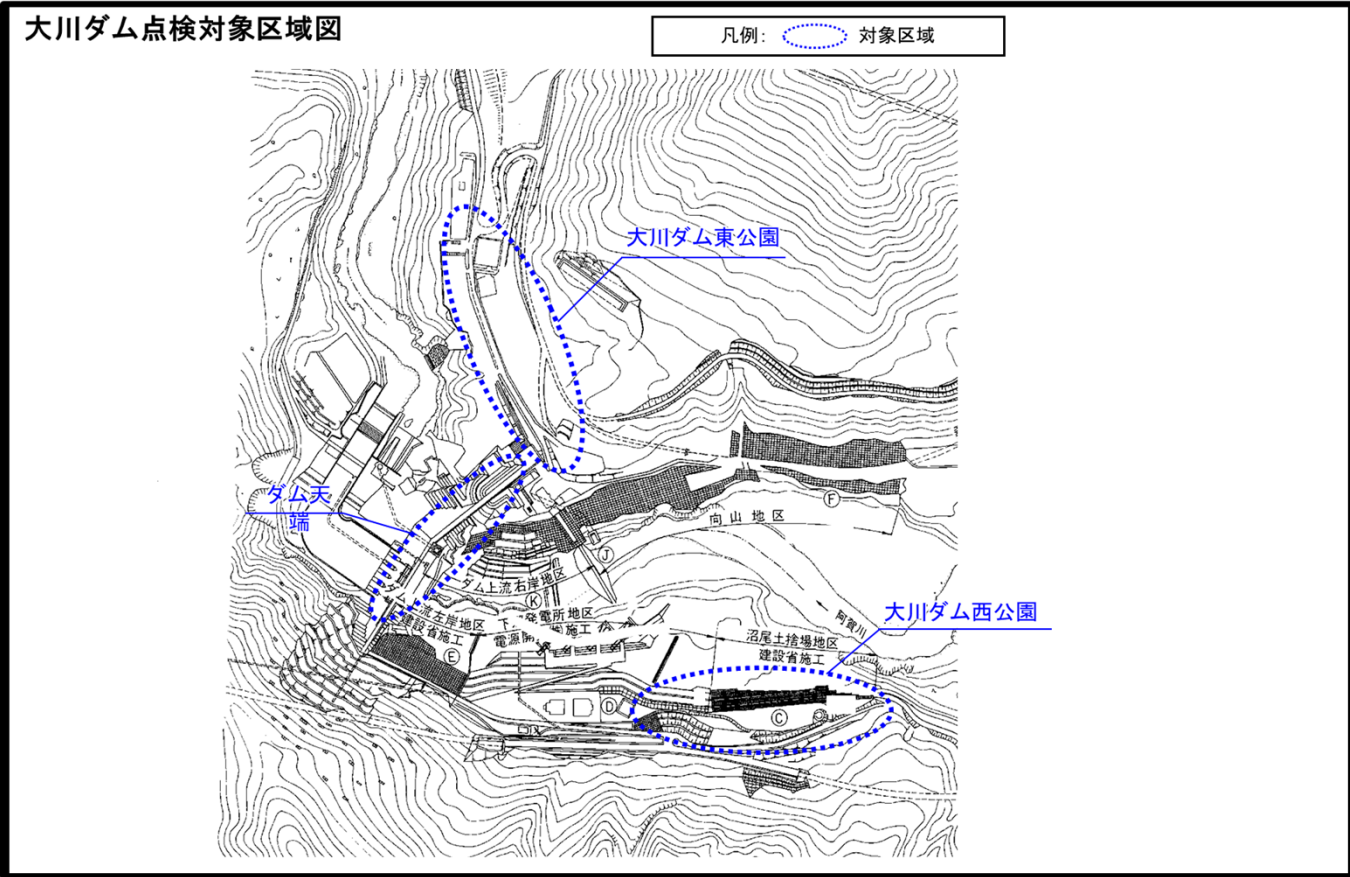 大川ダム点検対象区域図
凡例: 対象区域
大川ダム東公園
ダム天
端
Ⓕ
向山地区
Ⓙ
ダム上流右岸地区
Ⓚ
流左岸地区
建設省施工
発電所地区
施工
Ⓔ
阿賀川
大川ダム西公園
沼尾土捨場地区
建設省施工
Ⓓ
Ⓒ